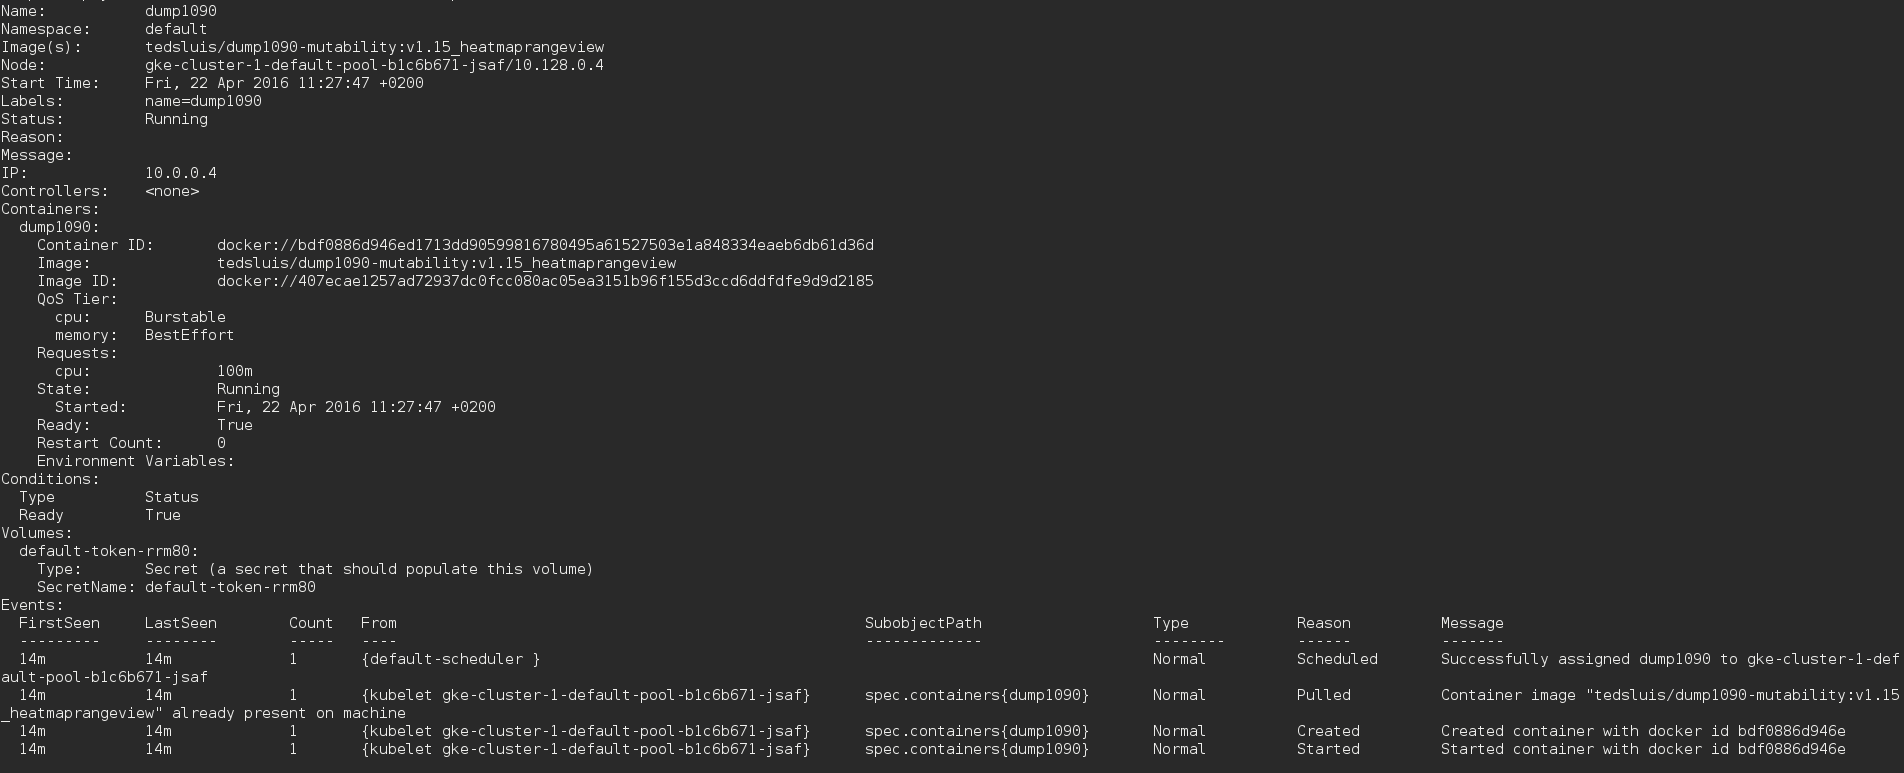 Name: dump1090
Namespace: default
Image(s): tedsluis/dump1090-mutability:v1.15_heatmaprangeview
Node: gke-cluster-1-default-pool-b1c6b671-jsaf/10.128.0.4
Start Time: Fri, 22 Apr 2016 11:27:47 +0200
Labels: name=dump1090
Status: Running
Reason:
Message:
IP: 10.0.0.4
Controllers: <none>
Containers:
  dump1090:
    Container ID: docker://bdf0886d946ed1713dd90599816780495a61527503e1a848334eaeb6db61d36d
    Image: tedsluis/dump1090-mutability:v1.15_heatmaprangeview
    Image ID: docker://407ecae1257ad72937dc0fcc080ac05ea3151b96f155d3ccd6ddfdfe9d9d2185
    QoS Tier:
      cpu: Burstable
      memory: BestEffort
    Requests:
      cpu: 100m
    State: Running
      Started: Fri, 22 Apr 2016 11:27:47 +0200
    Ready: True
    Restart Count: 0
    Environment Variables:
Conditions:
  Type Status
  Ready True
Volumes:
  default-token-rrm80:
    Type: Secret (a secret that should populate this volume)
    SecretName: default-token-rrm80
Events:
  FirstSeen LastSeen Count From SubobjectPath Type Reason Message
  --------- -------- ----- ---- ------------- -------- ------ -------
  14m 14m 1 {default-scheduler } Normal Scheduled Successfully assigned dump1090 to gke-cluster-1-def
ault-pool-b1c6b671-jsaf
  14m 14m 1 {kubelet gke-cluster-1-default-pool-b1c6b671-jsaf} spec.containers{dump1090} Normal Pulled Container image "tedsluis/dump1090-mutability:v1.15
_heatmaprangeview" already present on machine
  14m 14m 1 {kubelet gke-cluster-1-default-pool-b1c6b671-jsaf} spec.containers{dump1090} Normal Created Created container with docker id bdf0886d946e
  14m 14m 1 {kubelet gke-cluster-1-default-pool-b1c6b671-jsaf} spec.containers{dump1090} Normal Started Started container with docker id bdf0886d946e